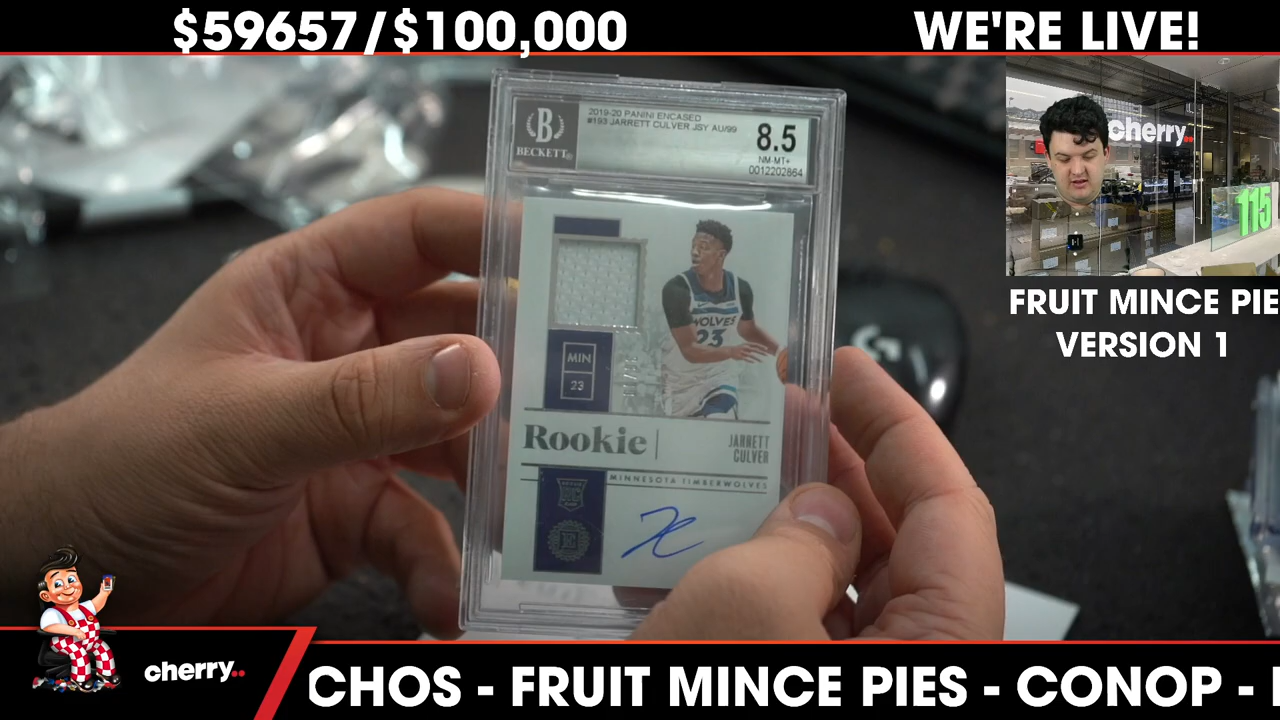 $59657/$100,000
WE'RE LIVE!
cherry..
115
FRUIT MINCE PIE
VERSION 1
B
BECKETT
2019-20 PANINI ENCASED
#193 JARRETT CULVER JSY AU/99
8.5
NM-MT+
0012202864
WOLVES
23
MIN
23
Rookie
JARRETT
CULVER
MINNESOTA TIMBERWOLVES
cherry..
CHOS - FRUIT MINCE PIES - CONOP -